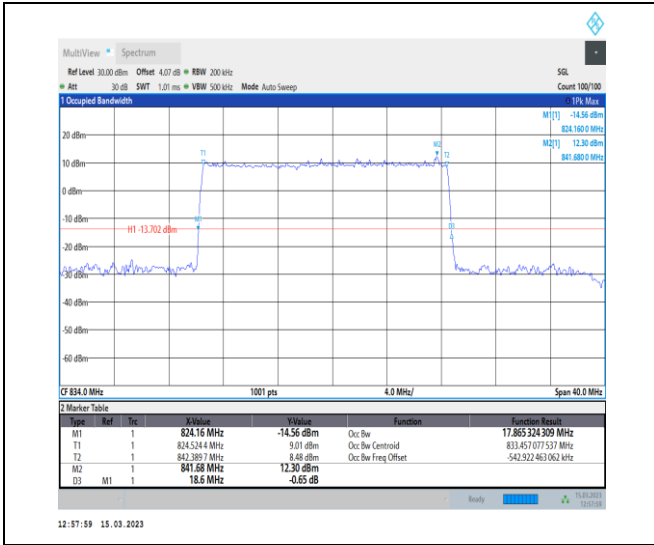 MultiView Spectrum
Ref Level 30.00 dBm Offset 4.07 dB RBW 200 kHz SGL
Att 30 dB SWT 1.01 ms VBW 500 kHz Mode Auto Sweep Count 100/100
1 Occupied Bandwidth 1Pk Max
M1[1] -14.56 dBm
824.160 0 MHz
M2[1] 12.30 dBm
841.680 0 MHz
20 dBm
M2
T1 T2
10 dBm
0 dBm
-10 dBm
M1
H1 -13.702 dBm D3
-20 dBm
-30 dBm
-40 dBm
-50 dBm
-60 dBm
CF 834.0 MHz 1001 pts 4.0 MHz/ Span 40.0 MHz
2 Marker Table
Type Ref Trc X-Value Y-Value Function Function Result
M1 1 824.16 MHz -14.56 dBm Occ Bw 17.865 324 309 MHz
T1 1 824.524 4 MHz 9.01 dBm Occ Bw Centroid 833.457 077 537 MHz
T2 1 842.389 7 MHz 8.48 dBm Occ Bw Freq Offset -542.922 463 062 kHz
M2 1 841.68 MHz 12.30 dBm
D3 M1 1 18.6 MHz -0.65 dB
Ready 15.03.2023
12:57:59
12:57:59 15.03.2023